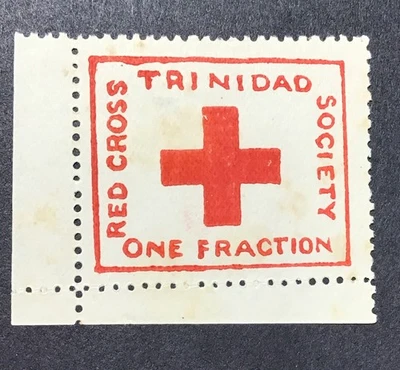 TRINIDAD
RED CROSS
SOCIETY
ONE FRACTION